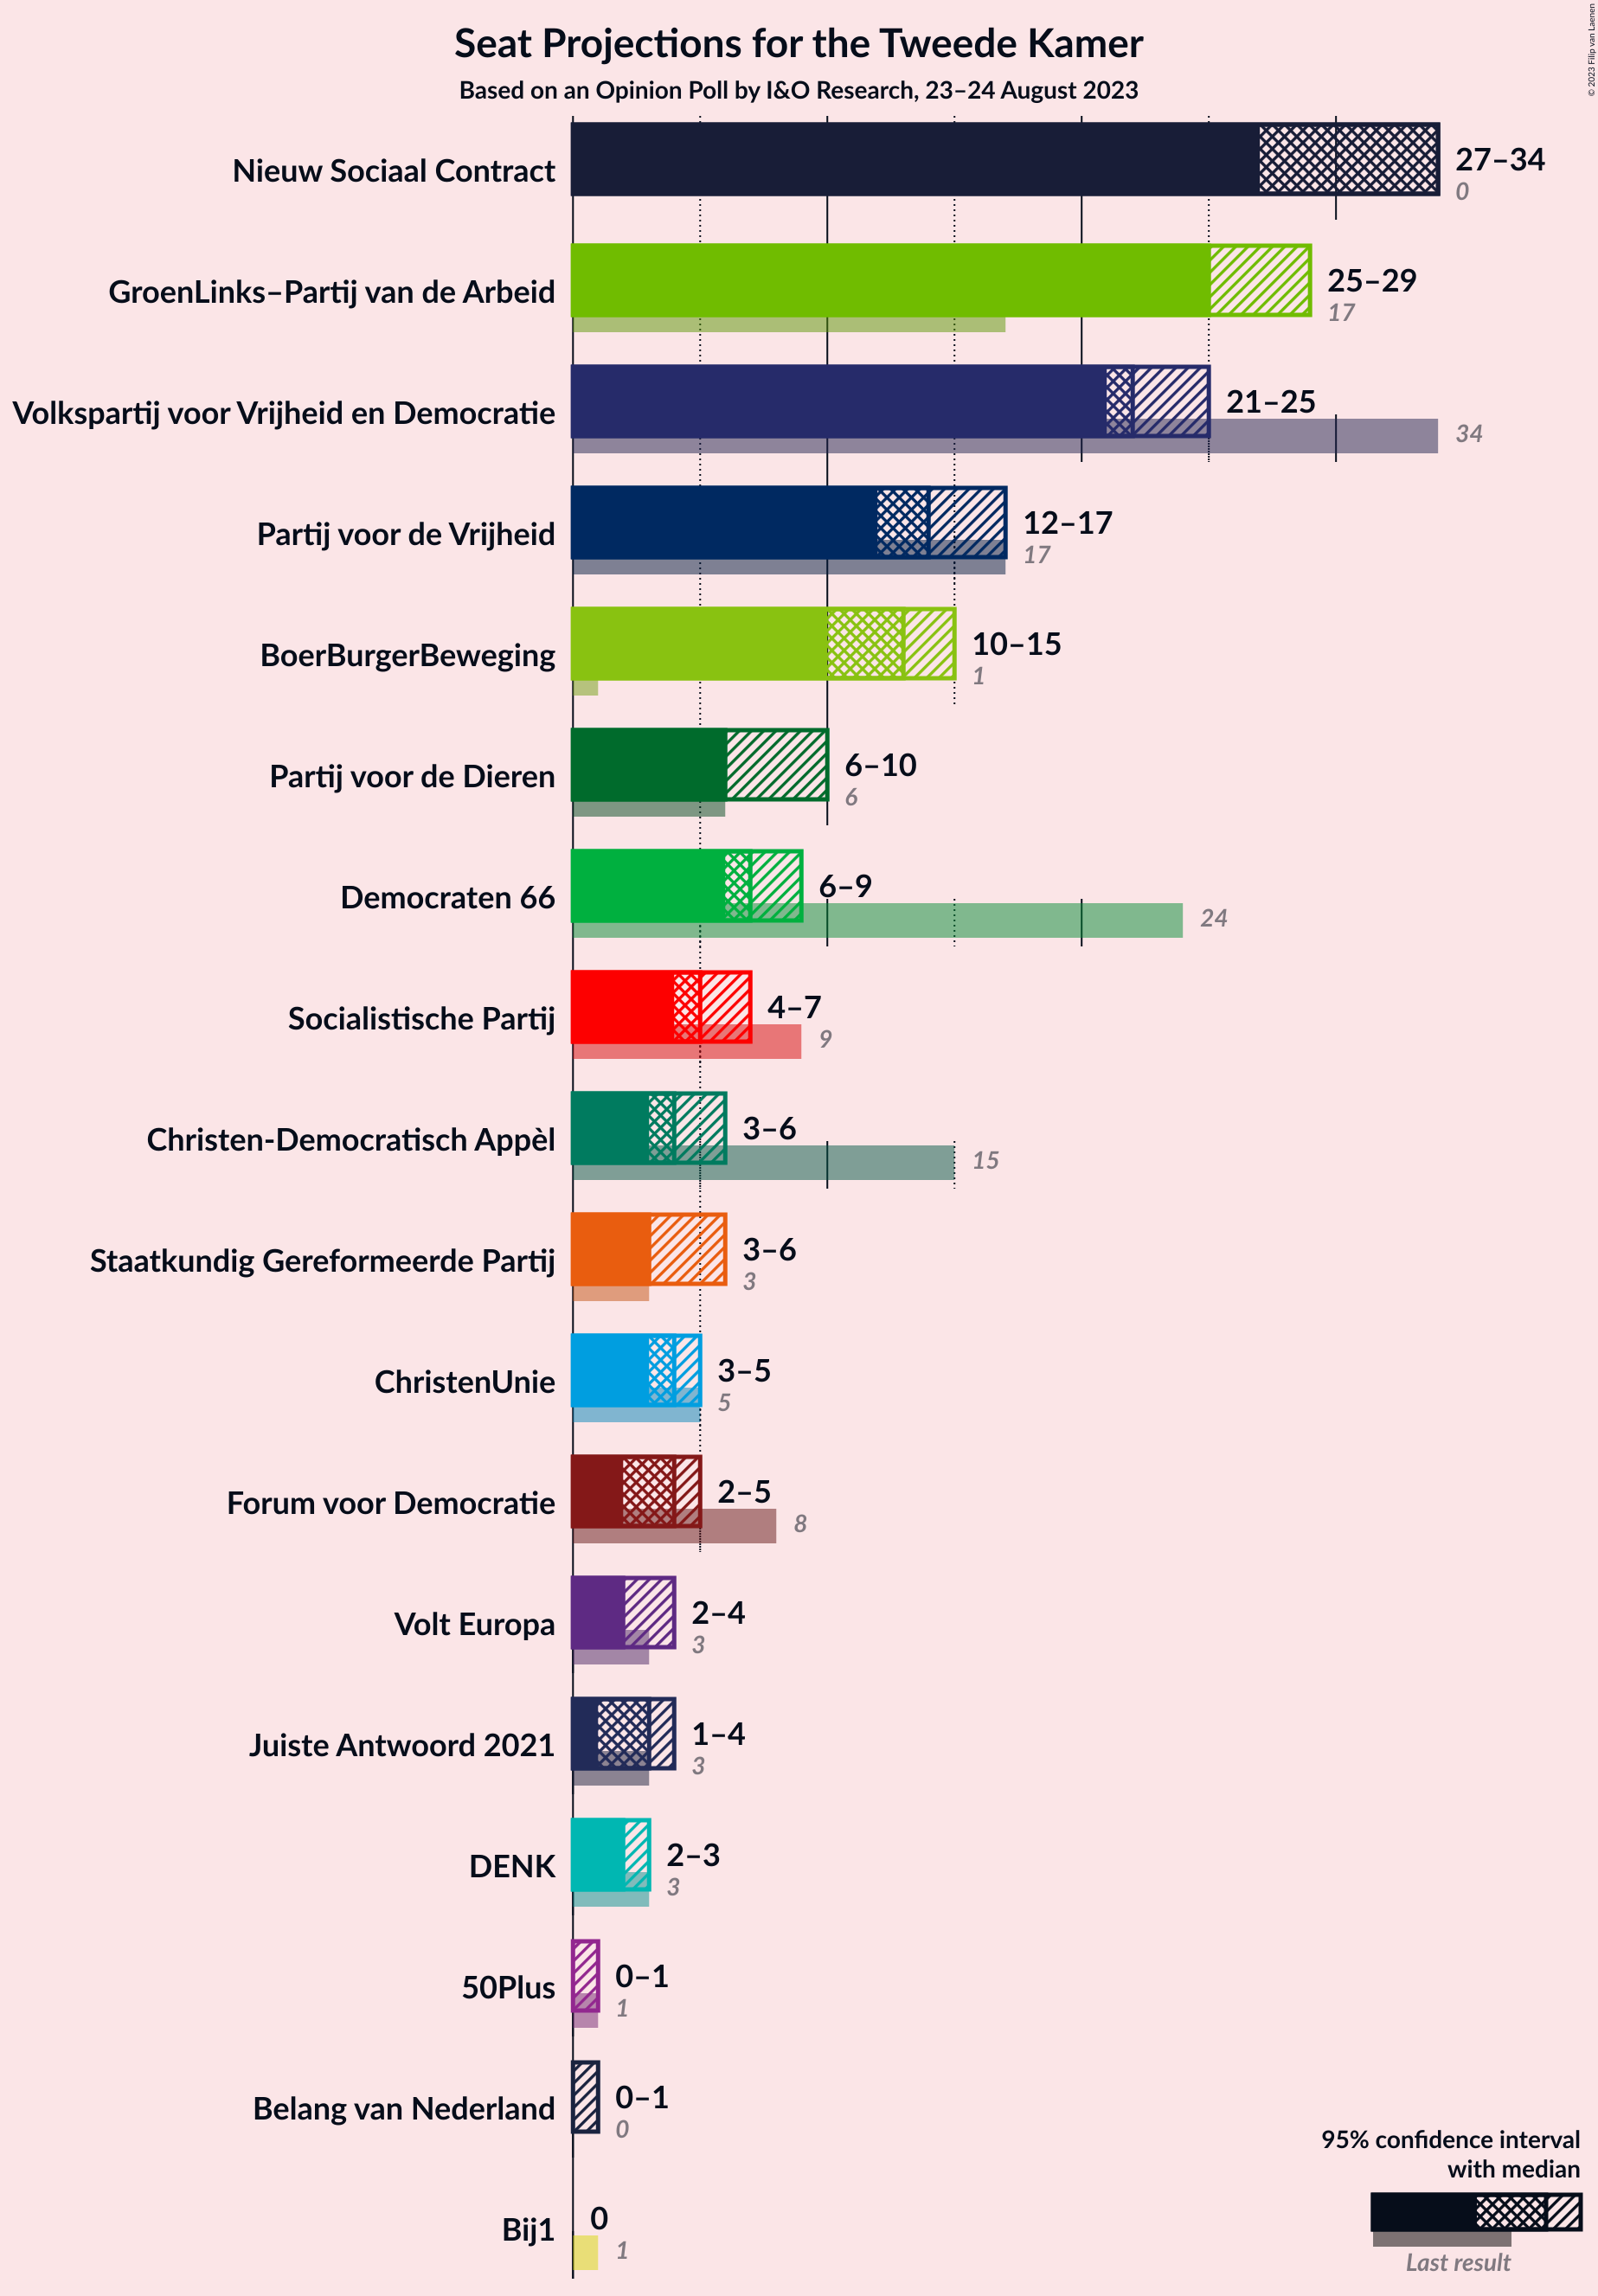 Seat Projections for the Tweede Kamer
Based on an Opinion Poll by I&O Research, 23–24 August 2023
© 2023 Filip van Laenen
Nieuw Sociaal Contract
27–34
0
GroenLinks–Partij van de Arbeid
25–29
17
Volkspartij voor Vrijheid en Democratie
21–25
34
Partij voor de Vrijheid
12–17
17
BoerBurgerBeweging
10–15
1
Partij voor de Dieren
6–10
6
Democraten 66
6–9
24
Socialistische Partij
4–7
9
Christen-Democratisch Appèl
3–6
15
Staatkundig Gereformeerde Partij
3–6
3
ChristenUnie
3–5
5
Forum voor Democratie
2–5
8
Volt Europa
2–4
3
Juiste Antwoord 2021
1–4
3
DENK
2–3
3
50Plus
0–1
1
Belang van Nederland
0–1
0
Bij1
0
1
95% confidence interval
with median
Last result